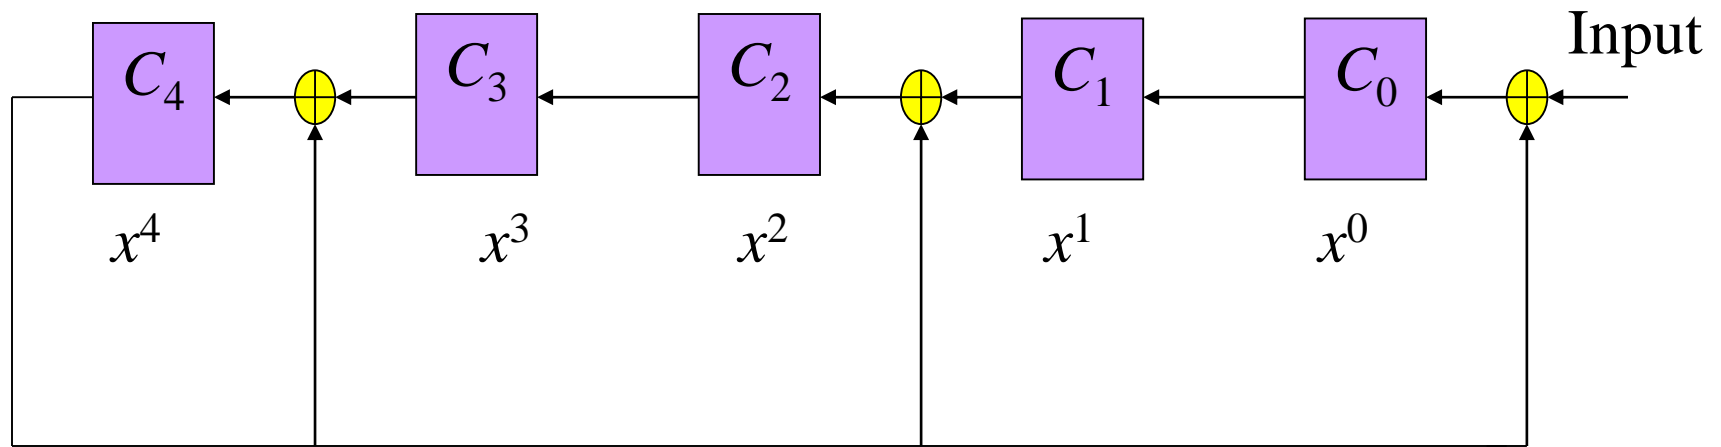 Input
C₄ C₃ C₂ C₁ C₀
x⁴ x³ x² x¹ x⁰